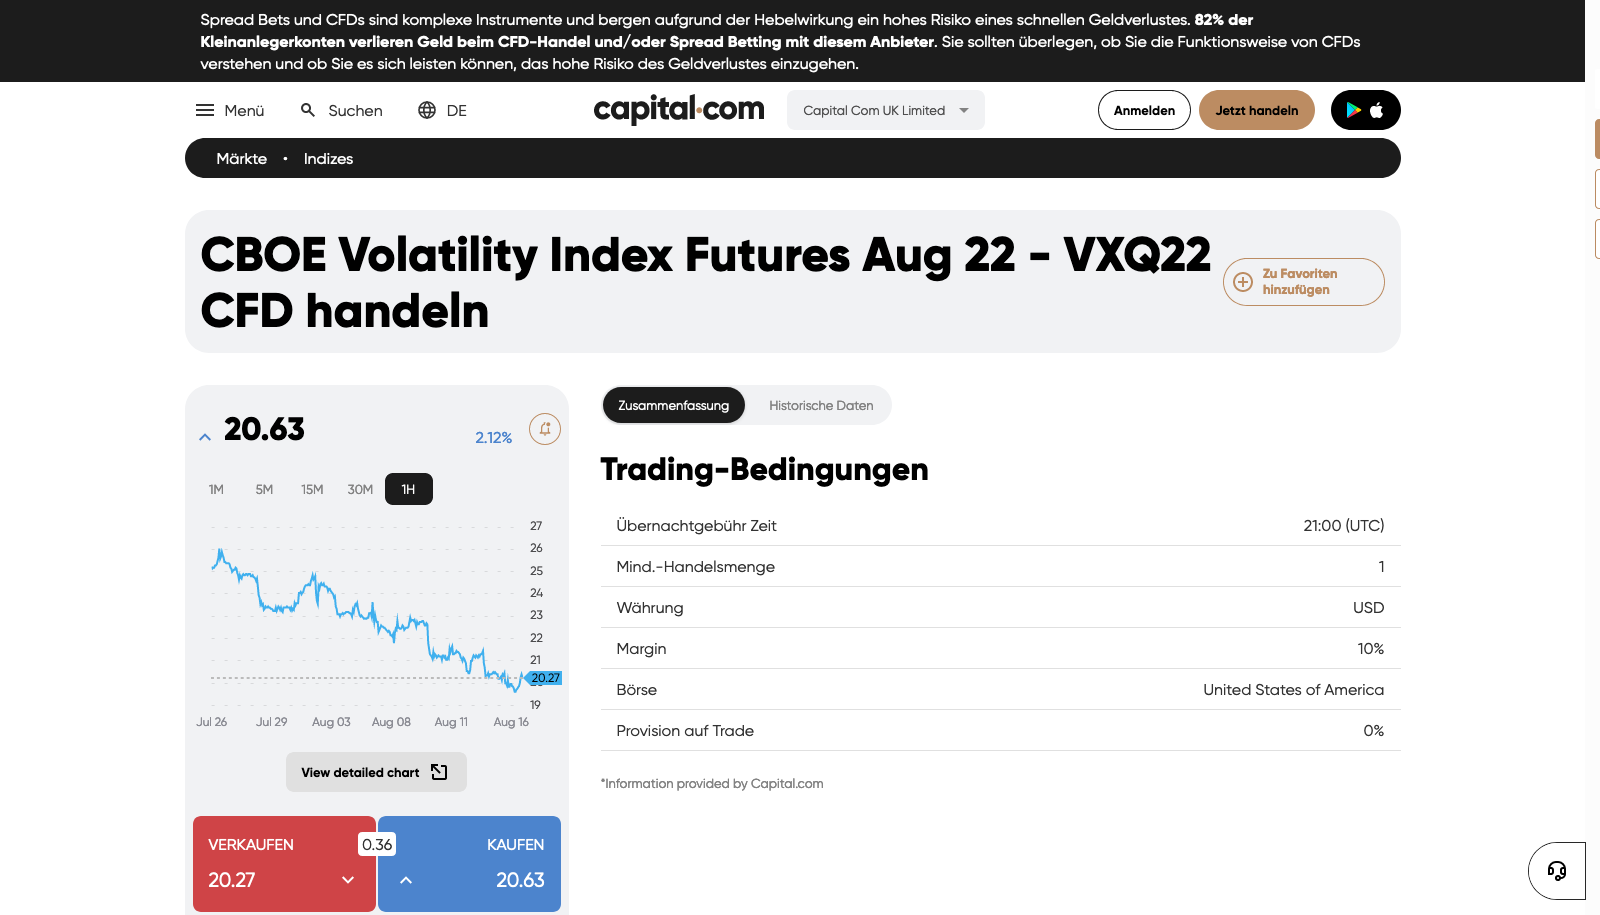 Spread Bets und CFDs sind komplexe Instrumente und bergen aufgrund der Hebelwirkung ein hohes Risiko eines schnellen Geldverlustes. 82% der
Kleinanlegerkonten verlieren Geld beim CFD-Handel und/oder Spread Betting mit diesem Anbieter. Sie sollten überlegen, ob Sie die Funktionsweise von CFDs
verstehen und ob Sie es sich leisten können, das hohe Risiko des Geldverlustes einzugehen.
Menü Suchen DE capital.com Capital Com UK Limited Anmelden Jetzt handeln
Märkte • Indizes
CBOE Volatility Index Futures Aug 22 - VXQ22
CFD handeln
Zu Favoriten
hinzufügen
20.63 2.12%
1M 5M 15M 30M 1H
27
26
25
24
23
22
21
20.27
19
Jul 26 Jul 29 Aug 03 Aug 08 Aug 11 Aug 16
View detailed chart
VERKAUFEN 0.36 KAUFEN
20.27 20.63
Zusammenfassung Historische Daten
Trading-Bedingungen
Übernachtgebühr Zeit 21:00 (UTC)
Mind.-Handelsmenge 1
Währung USD
Margin 10%
Börse United States of America
Provision auf Trade 0%
*Information provided by Capital.com